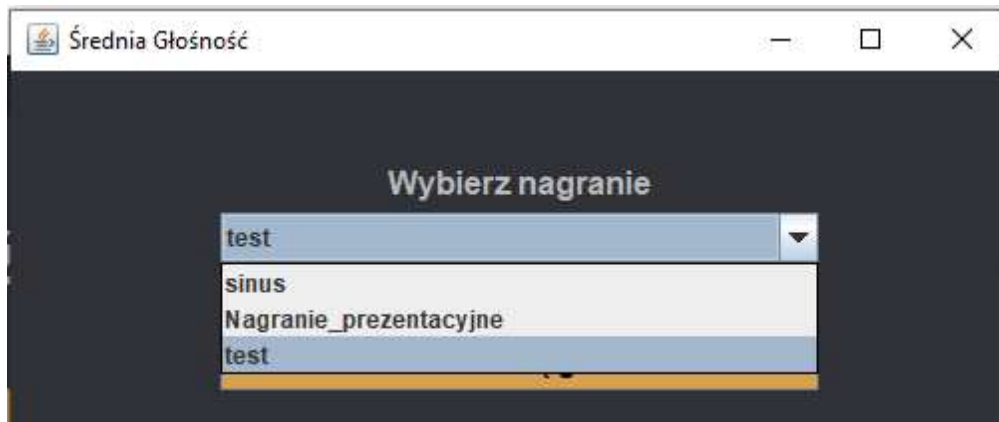 Średnia Głośność
Wybierz nagranie
test
sinus
Nagranie_prezentacyjne
test